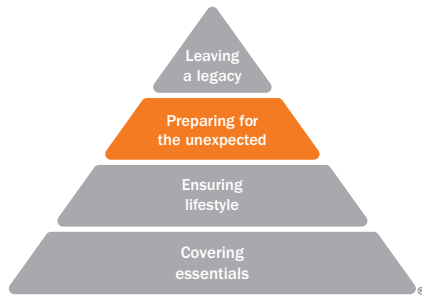 Leaving
a legacy
Preparing for
the unexpected
Ensuring
lifestyle
Covering
essentials
®